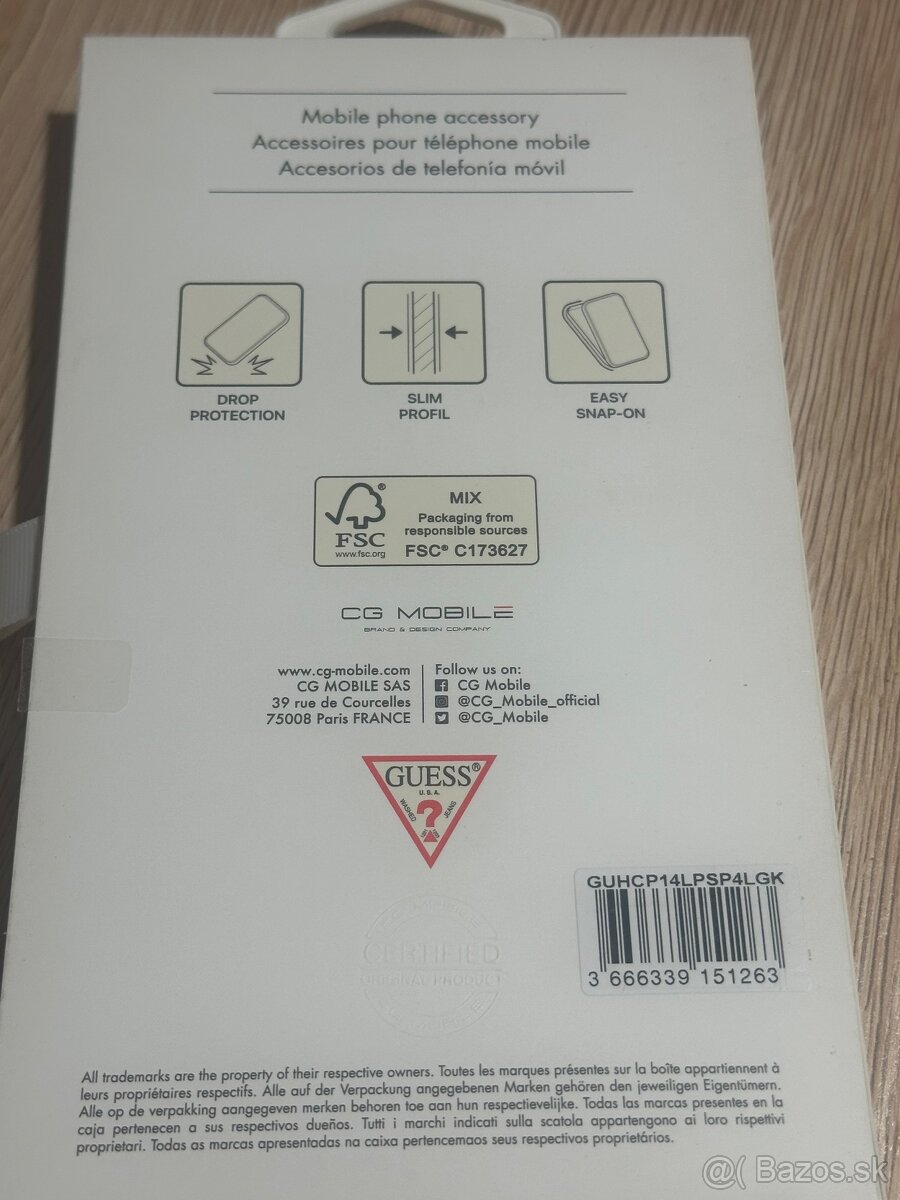 Mobile phone accessory
Accessoires pour téléphone mobile
Accesorios de telefonía móvil
DROP
PROTECTION
SLIM
PROFIL
EASY
SNAP-ON
FSC
www.fsc.org
MIX
Packaging from
responsible sources
FSC® C173627
CG MOBILE
BRAND & DESIGN COMPANY
www.cg-mobile.com
CG MOBILE SAS
39 rue de Courcelles
75008 Paris FRANCE
Follow us on:
CG Mobile
@CG_Mobile_official
@CG_Mobile
GUESS®
U.S.A.
WASHED
?
JEANS
CERTIFIED
GUHCP14LPSP4LGK
3 666339 151263
All trademarks are the property of their respective owners. Toutes les marques présentes sur la boîte appartiennent à
leurs propriétaires respectifs. Alle auf der Verpackung angegebenen Marken gehören den jeweiligen Eigentümern.
Alle op de verpakking aangegeven merken behoren toe aan hun respectievelijke. Todas las marcas presentes en la
caja pertenecen a sus respectivos dueños. Tutti i marchi indicati sulla scatola appartengono ai loro rispettivi
proprietari. Todas as marcas apresentadas na caixa pertencemaos seus respectivos proprietários.
@( Bazos.sk